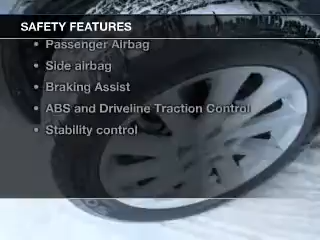 SAFETY FEATURES
• Passenger Airbag
• Side airbag
• Braking Assist
• ABS and Driveline Traction Control
• Stability control